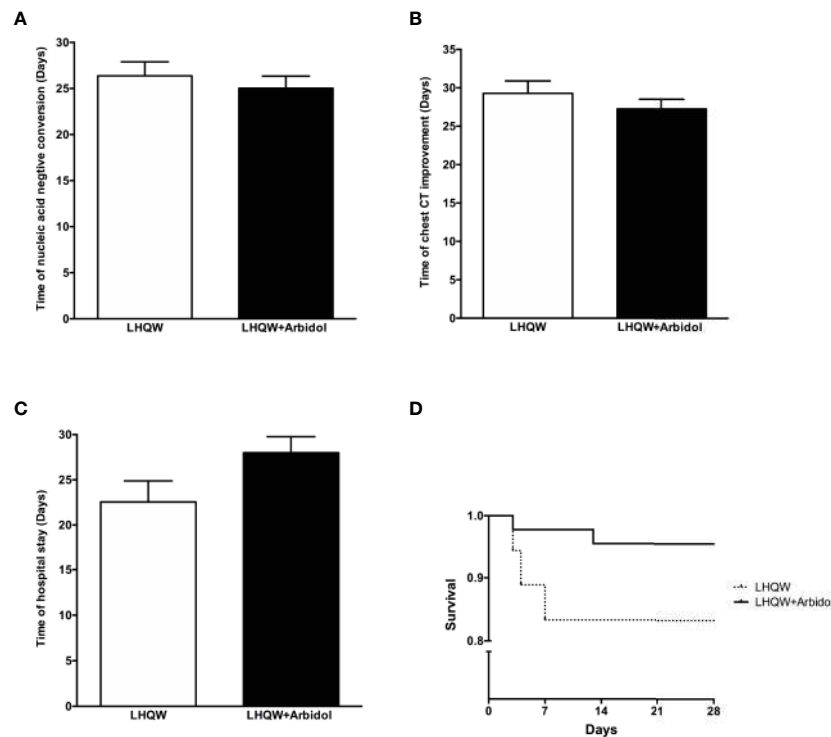 A
Time of nucleic acid negtive conversion (Days)
30
25
20
15
10
5
0
LHQW
LHQW+Arbidol
B
Time of chest CT improvement (Days)
35
30
25
20
15
10
5
0
LHQW
LHQW+Arbidol
C
Time of hospital stay (Days)
30
25
20
15
10
5
0
LHQW
LHQW+Arbidol
D
Survival
1.0
0.9
0.8
0
7
14
21
28
Days
LHQW
LHQW+Arbido